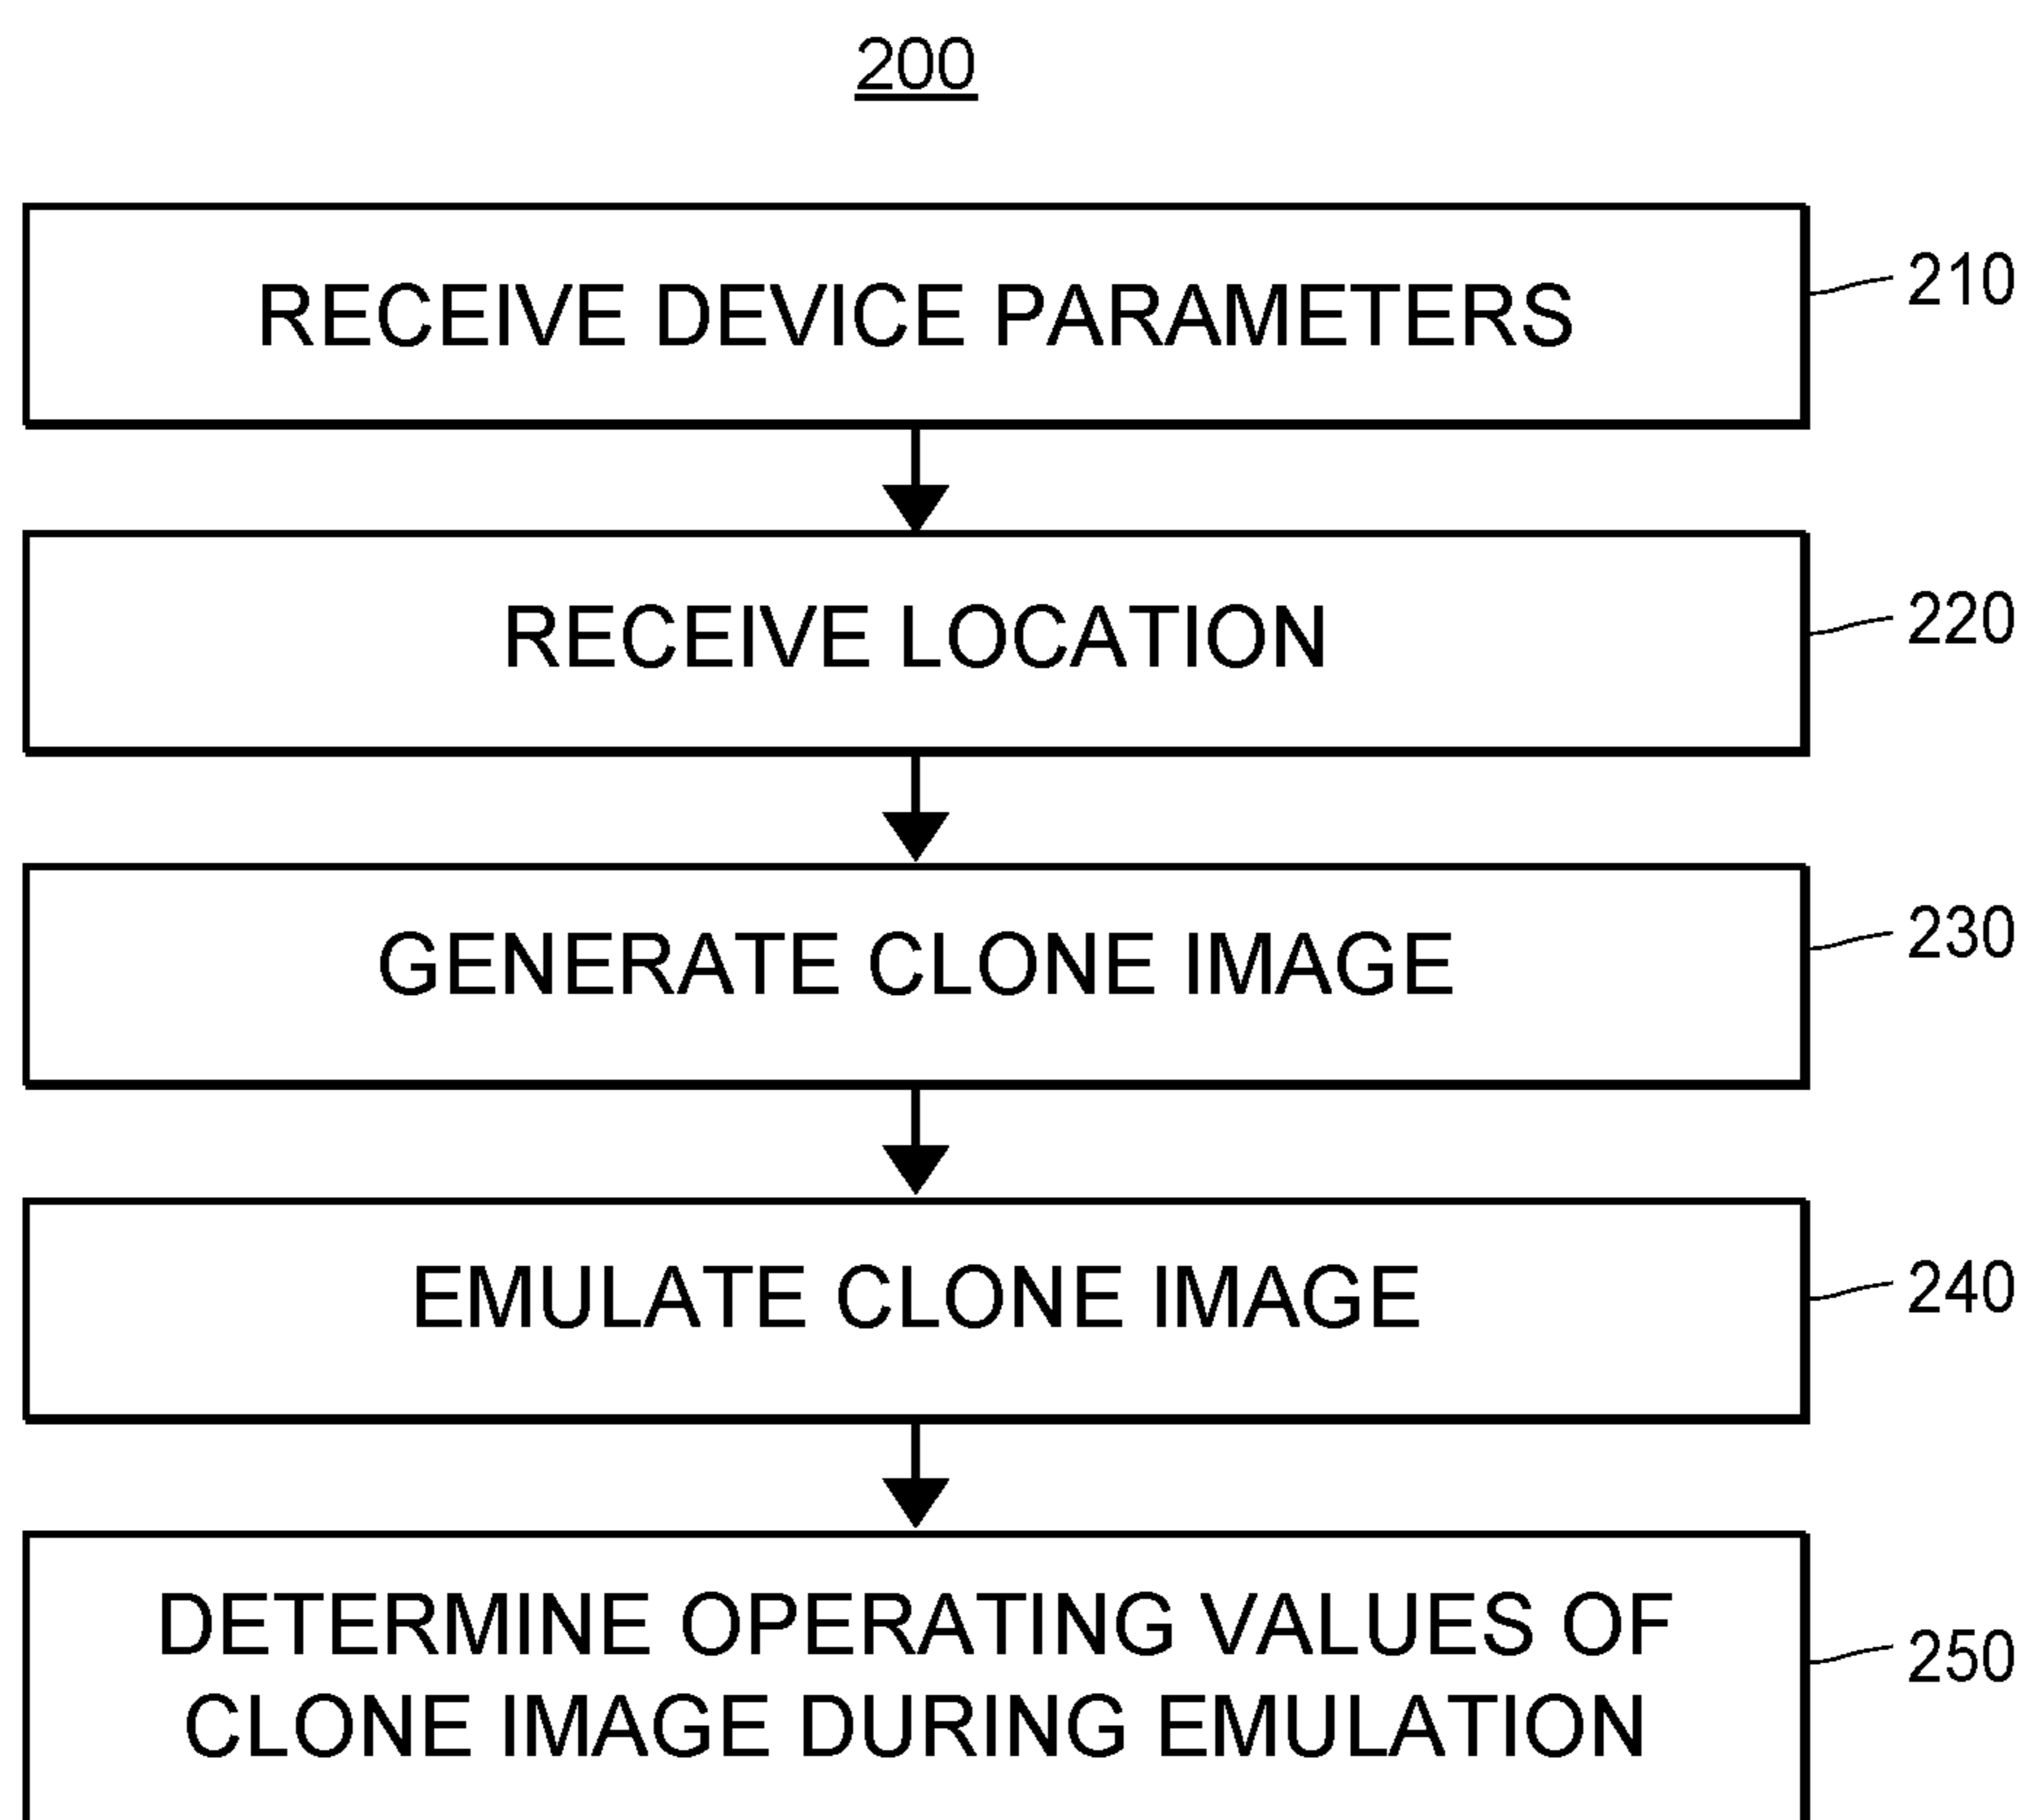 200
RECEIVE DEVICE PARAMETERS
210
RECEIVE LOCATION
220
GENERATE CLONE IMAGE
230
EMULATE CLONE IMAGE
240
DETERMINE OPERATING VALUES OF
CLONE IMAGE DURING EMULATION
250